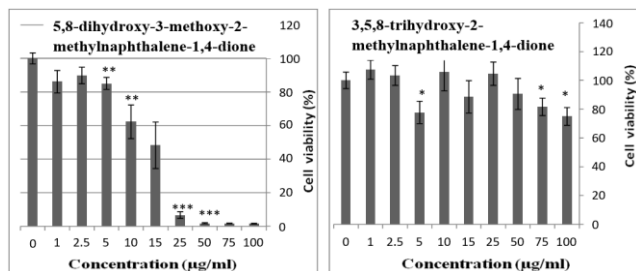 5,8-dihydroxy-3-methoxy-2-
methylnaphthalene-1,4-dione
120
100
80
60
40
20
0
Cell viability (%)
**
**
***
***
0 1 2.5 5 10 15 25 50 75 100
Concentration (µg/ml)
3,5,8-trihydroxy-2-
methylnaphthalene-1,4-dione
140
120
100
80
60
40
20
0
Cell viability (%)
*
*
*
0 1 2.5 5 10 15 25 50 75 100
Concentration (µg/ml)